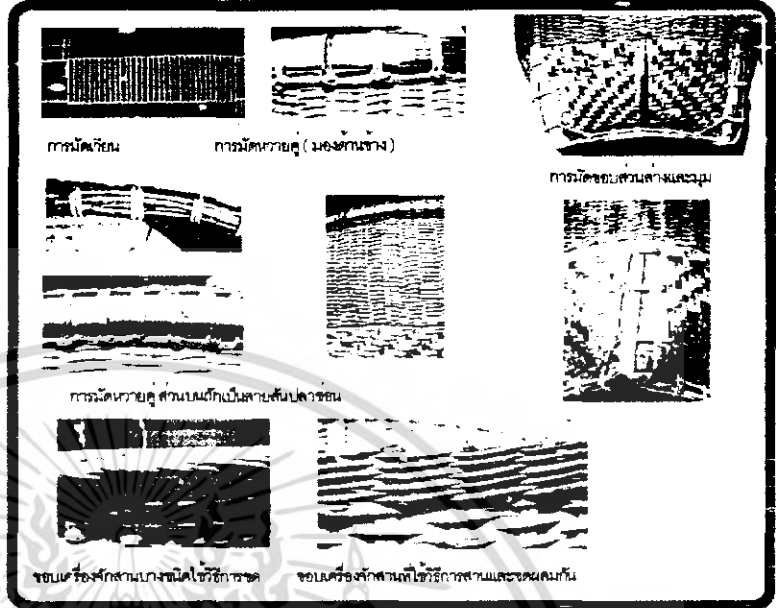 การมัดเวียน
การมัดหวายคู่ ( มองด้านข้าง )
การมัดขอบส่วนล่างและมุม
การมัดหวายคู่ ส่วนบนถักเป็นลายสันปลาช่อน
ขอบเครื่องจักสานบางชนิดใช้วิธีการขด
ขอบเครื่องจักสานที่ใช้วิธีการสานและขดผสมกัน